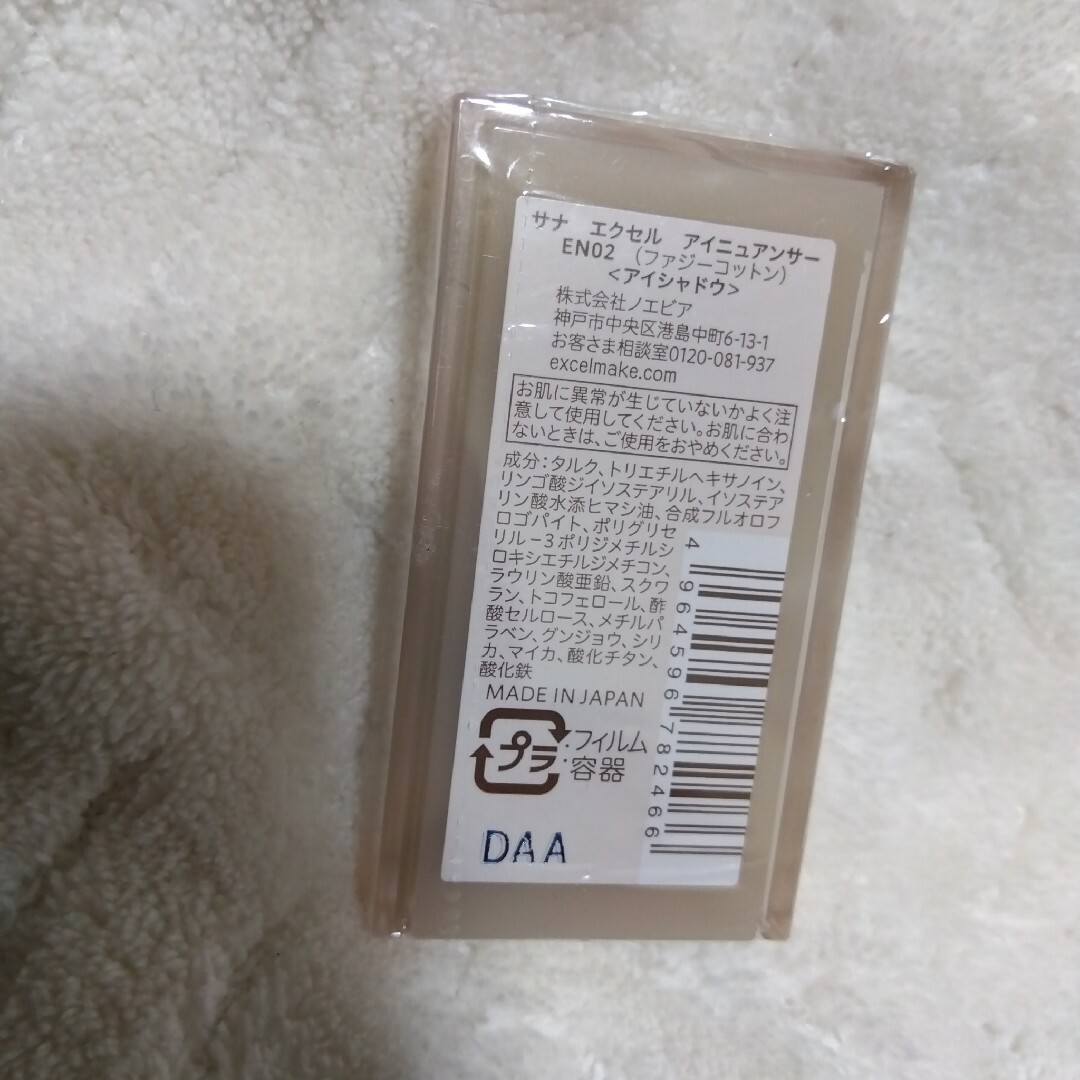 サナ エクセル アイニュアンサー
EN02 （ファジーコットン）
<アイシャドウ>
株式会社ノエビア
神戸市中央区港島中町6-13-1
お客さま相談室0120-081-937
excelmake.com
お肌に異常が生じていないかよく注
意して使用してください。お肌に合わ
ないときは、ご使用をおやめください。
成分：タルク、トリエチルヘキサノイン、
リンゴ酸ジイソステアリル、イソステア
リン酸水添ヒマシ油、合成フルオロフ
ロゴパイト、ポリグリセ
リル－3ポリジメチルシ
ロキシエチルジメチコン、
ラウリン酸亜鉛、スクワ
ラン、トコフェロール、酢
酸セルロース、メチルパ
ラベン、グンジョウ、シリ
カ、マイカ、酸化チタン、
酸化鉄
MADE IN JAPAN
プラ
：フィルム
：容器
DAA
4 964596 782466